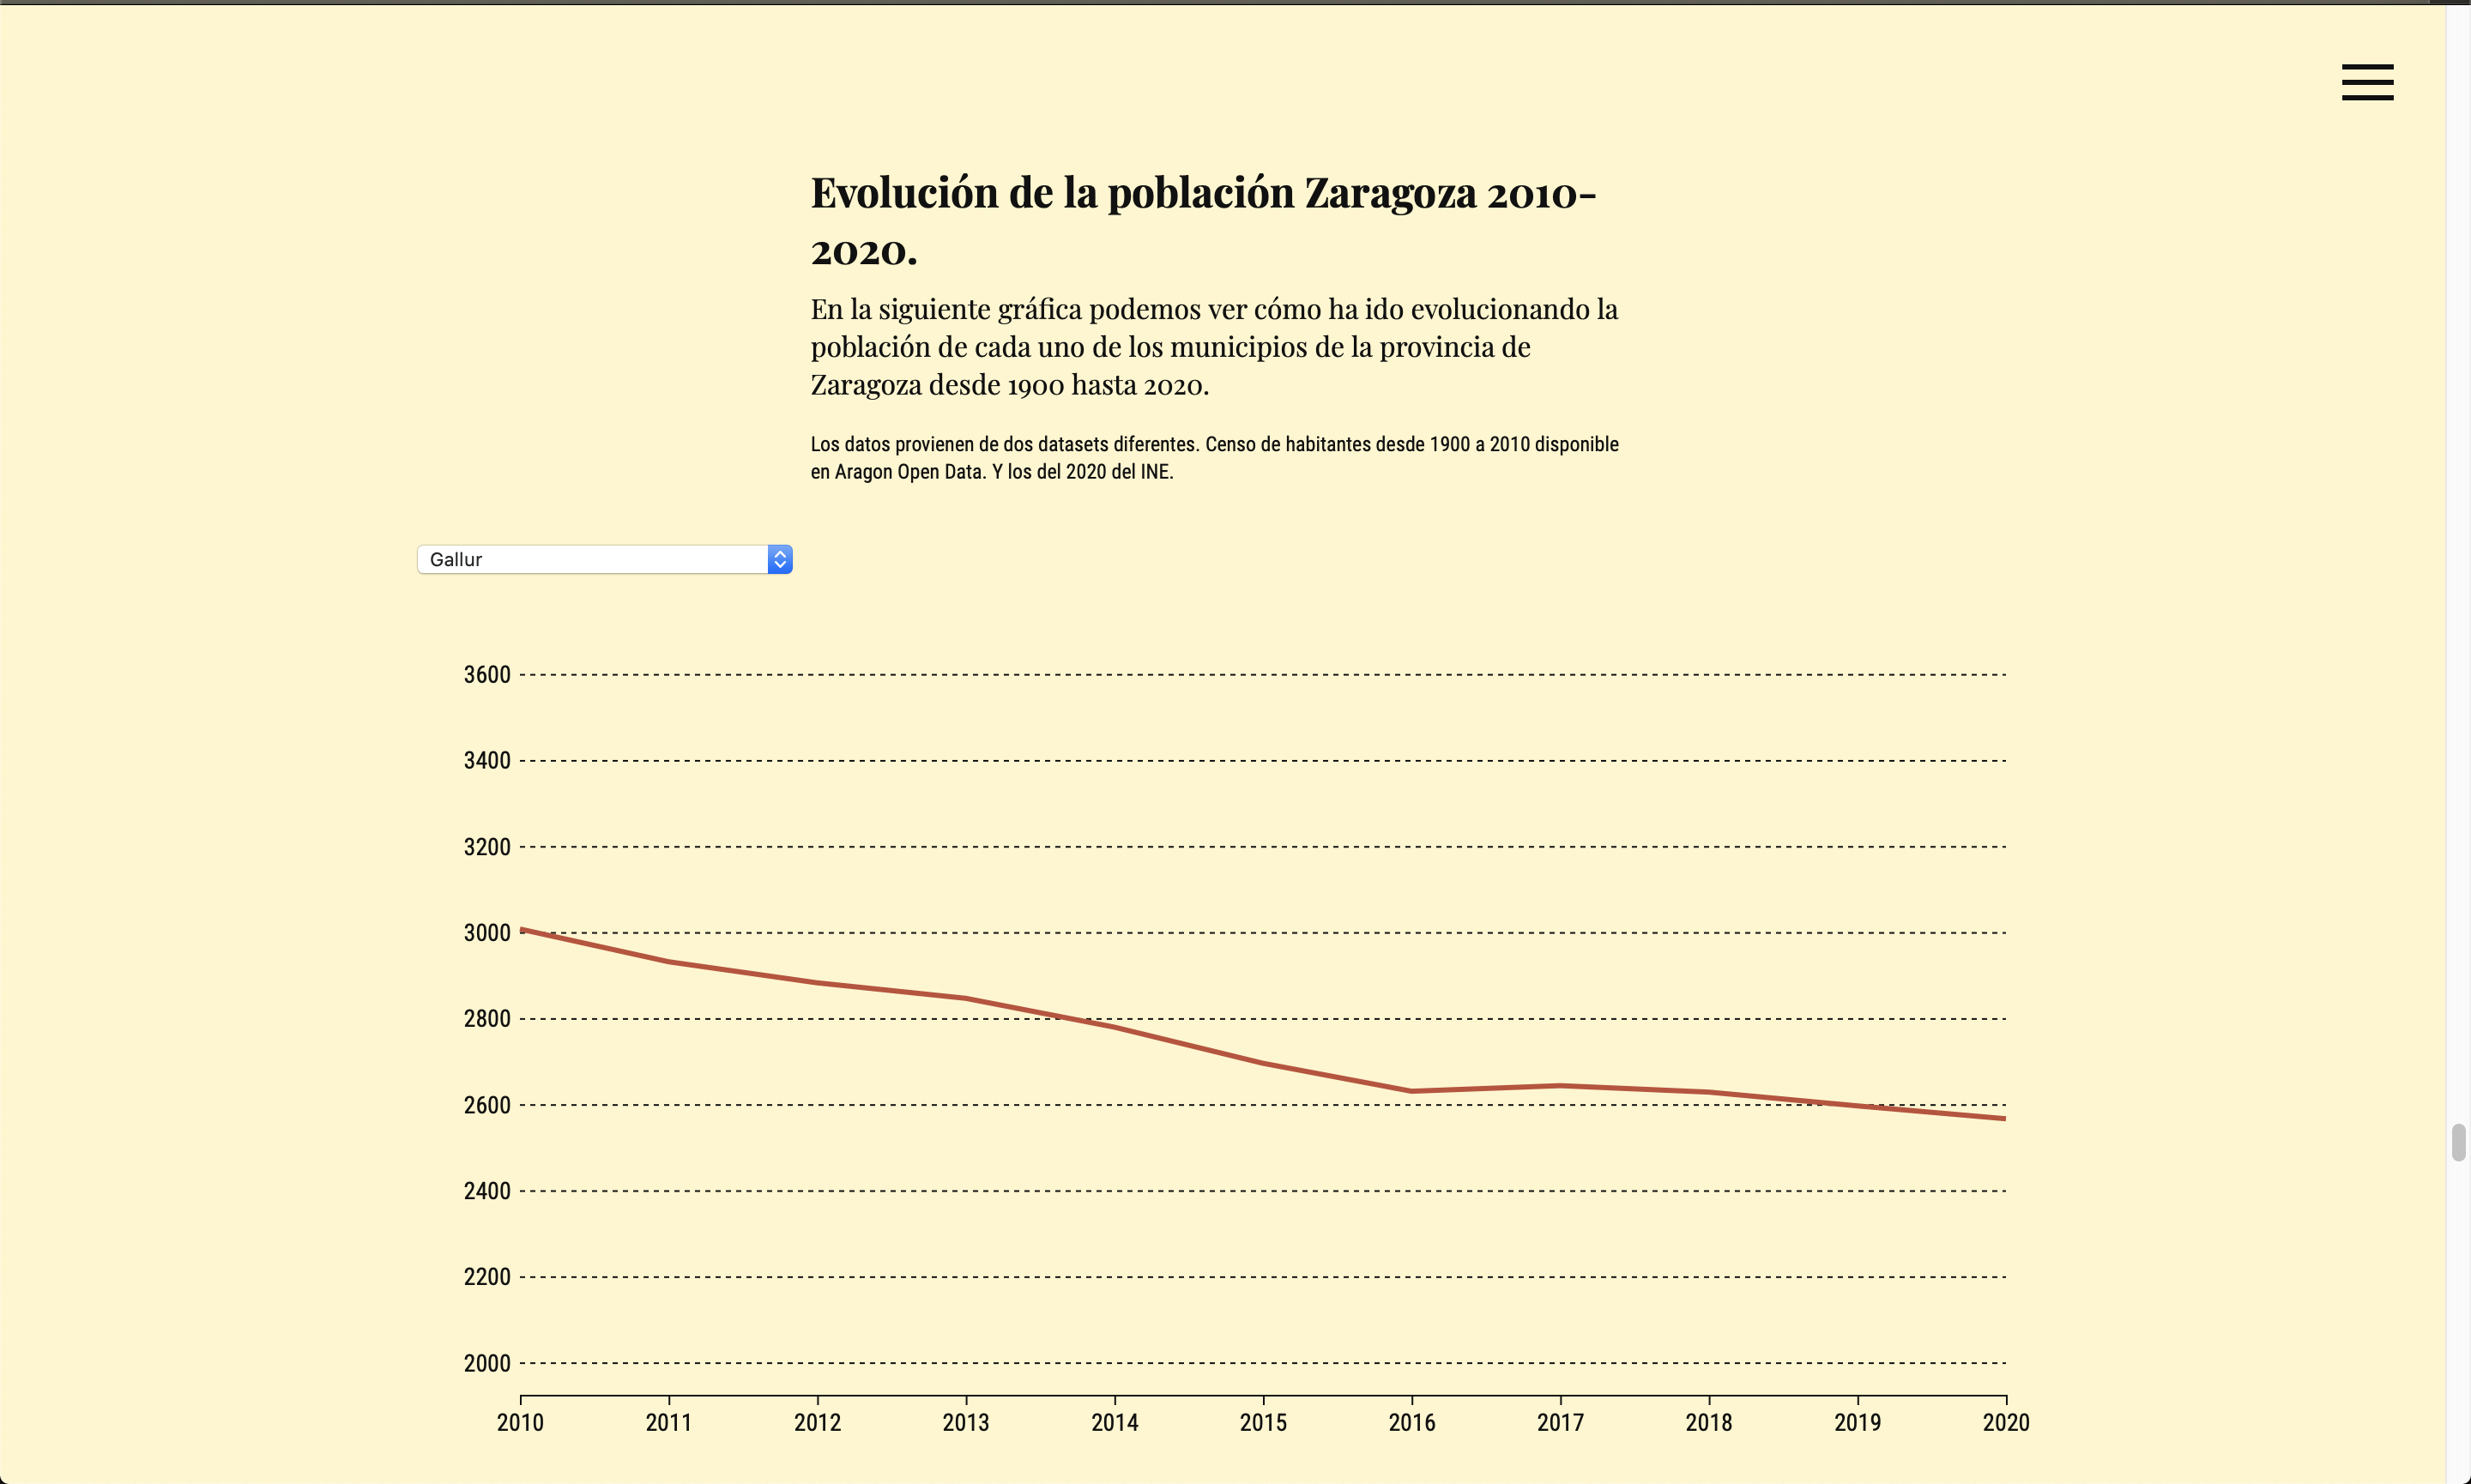 Evolución de la población Zaragoza 2010-
2020.
En la siguiente gráfica podemos ver cómo ha ido evolucionando la
población de cada uno de los municipios de la provincia de
Zaragoza desde 1900 hasta 2020.
Los datos provienen de dos datasets diferentes. Censo de habitantes desde 1900 a 2010 disponible
en Aragon Open Data. Y los del 2020 del INE.
Gallur
3600
3400
3200
3000
2800
2600
2400
2200
2000
2010 2011 2012 2013 2014 2015 2016 2017 2018 2019 2020